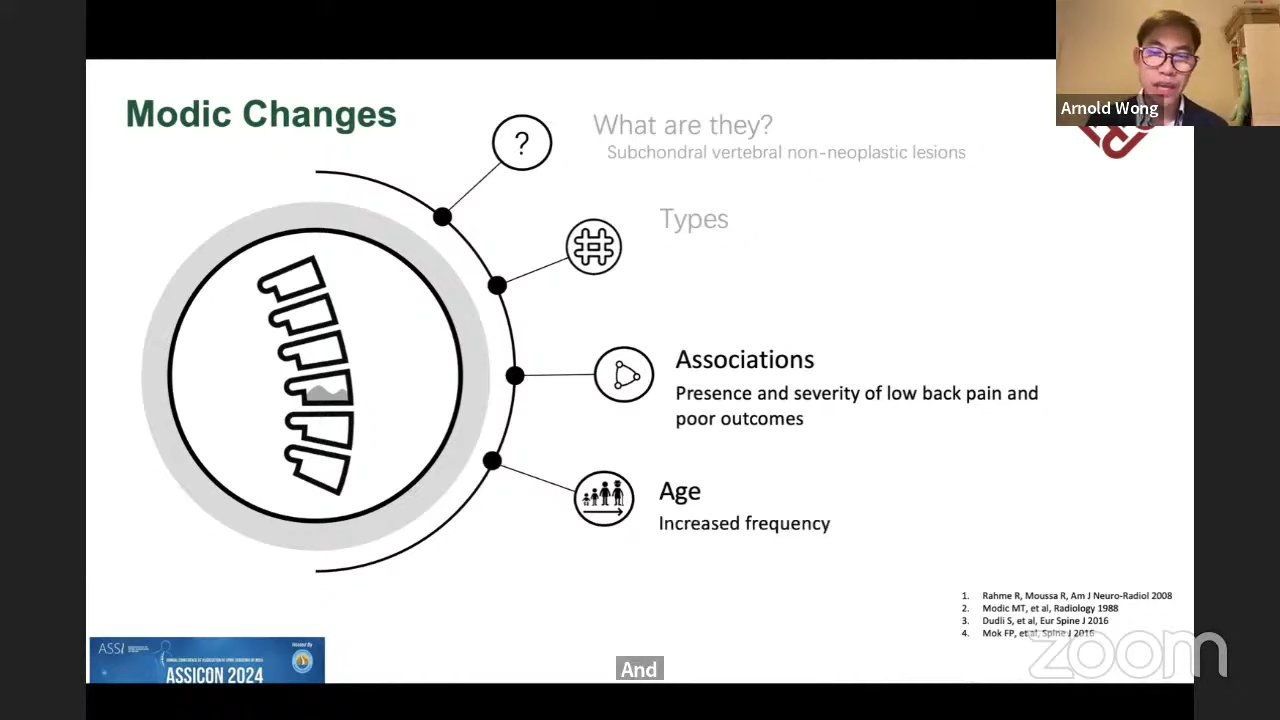 Arnold Wong
Modic Changes
?
What are they?
Subchondral vertebral non-neoplastic lesions
Types
Associations
Presence and severity of low back pain and
poor outcomes
Age
Increased frequency
1. Rahme R, Moussa R, Am J Neuro-Radiol 2008
2. Modic MT, et al, Radiology 1988
3. Dudli S, et al, Eur Spine J 2016
4. Mok FP, et al, Spine J 2016
zoom
ASSI
Hosted By
ASSICON 2024
And